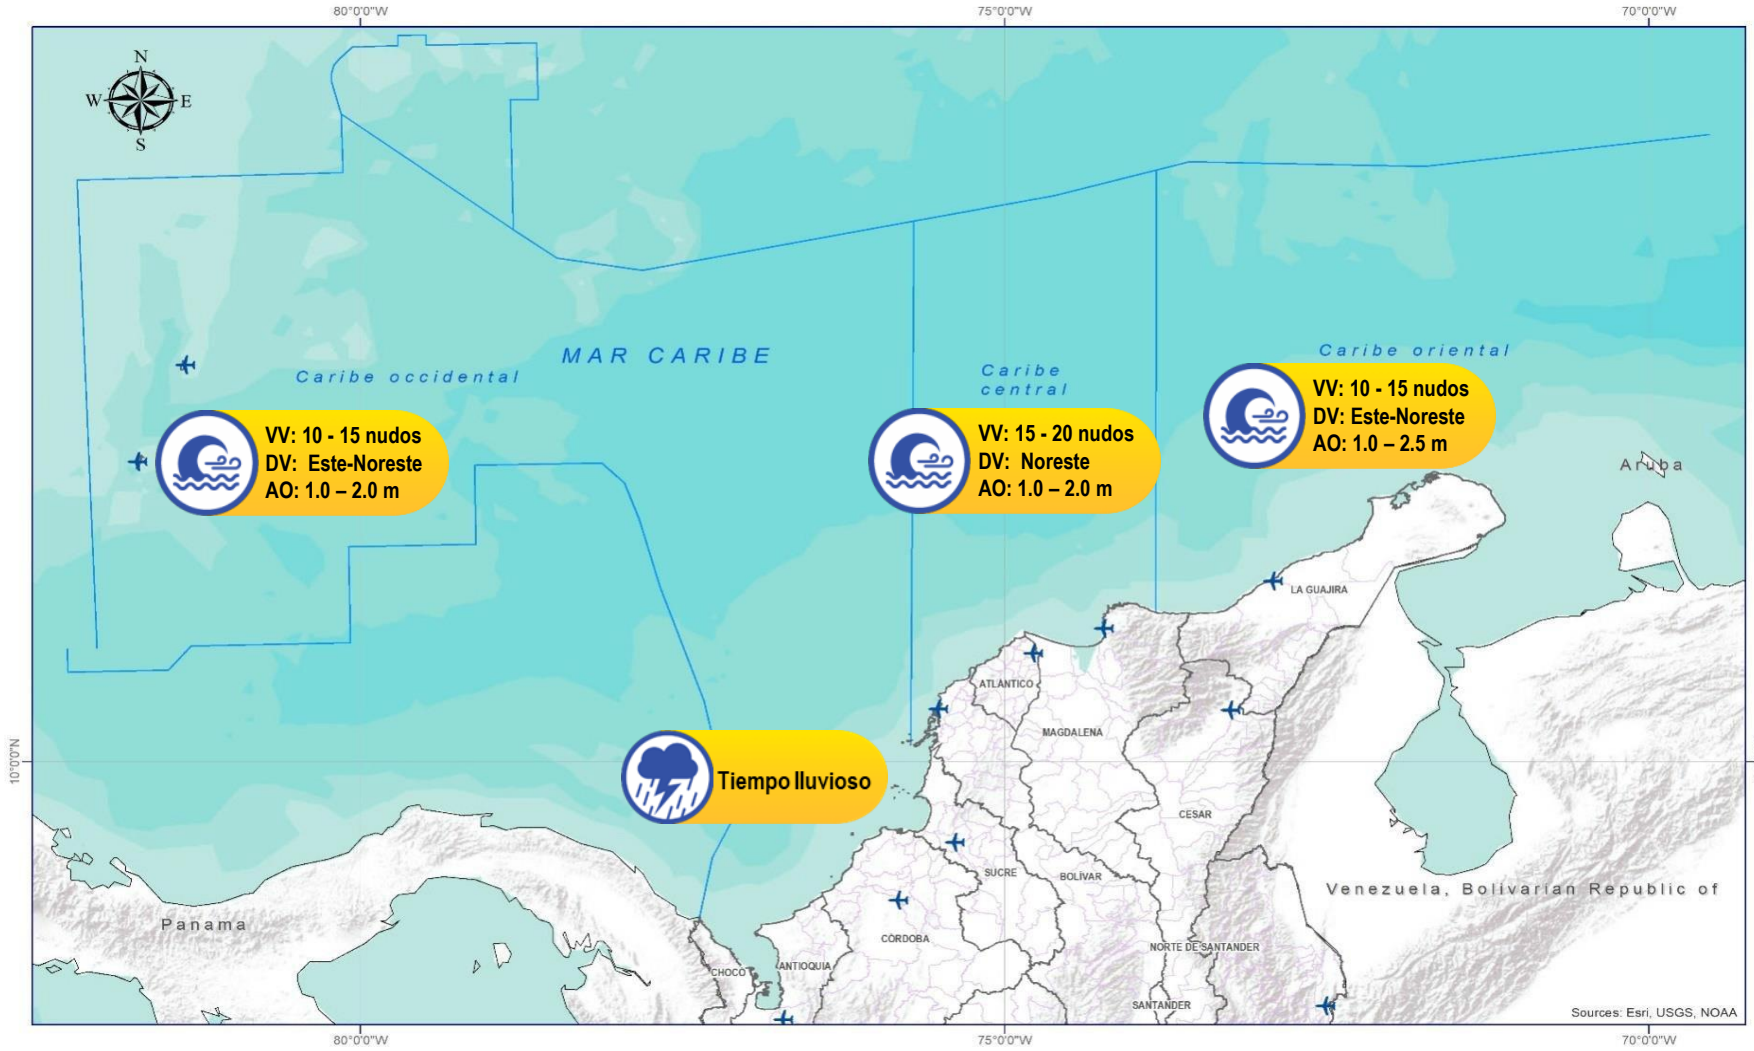 80°0'0"W
75°0'0"W
70°0'0"W
N
W
E
S
MAR CARIBE
Caribe occidental
Caribe
central
Caribe oriental
VV: 10 - 15 nudos
DV: Este-Noreste
AO: 1.0 – 2.0 m
VV: 15 - 20 nudos
DV: Noreste
AO: 1.0 – 2.0 m
VV: 10 - 15 nudos
DV: Este-Noreste
AO: 1.0 – 2.5 m
Aruba
LA GUAJIRA
ATLÁNTICO
MAGDALENA
10°0'0"N
Tiempo lluvioso
CESAR
SUCRE
BOLÍVAR
Venezuela, Bolivarian Republic of
Panama
CÓRDOBA
NORTE DE SANTANDER
CHOCÓ
ANTIOQUIA
SANTANDER
Sources: Esri, USGS, NOAA
80°0'0"W
75°0'0"W
70°0'0"W